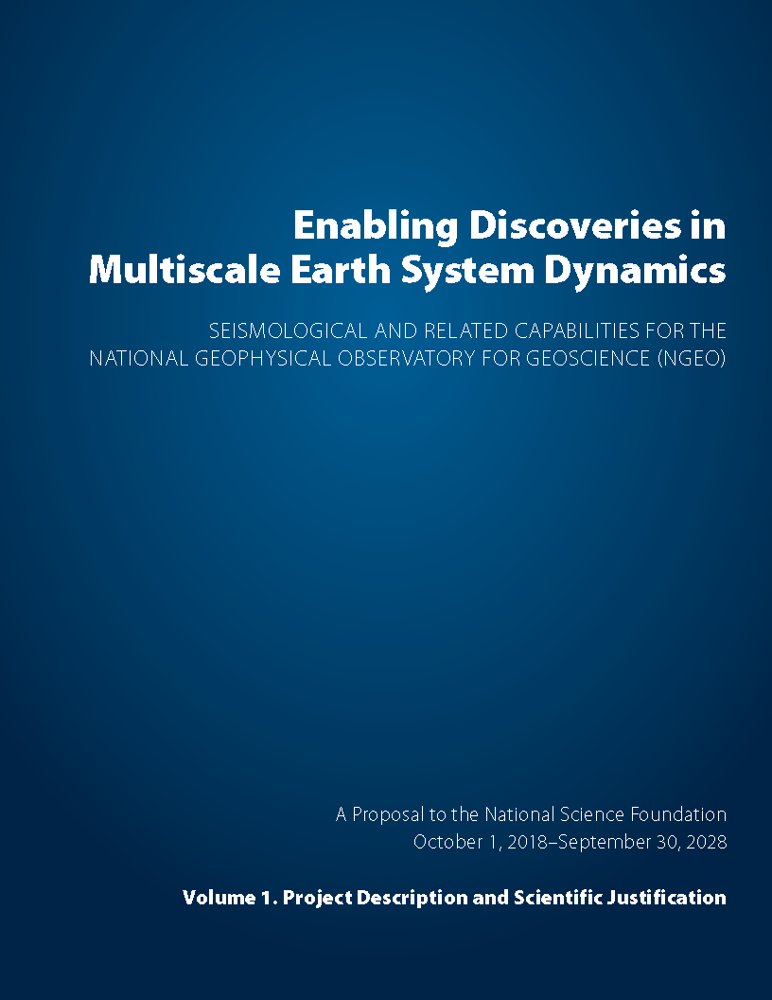 Enabling Discoveries in
Multiscale Earth System Dynamics
SEISMOLOGICAL AND RELATED CAPABILITIES FOR THE
NATIONAL GEOPHYSICAL OBSERVATORY FOR GEOSCIENCE (NGEO)
A Proposal to the National Science Foundation
October 1, 2018–September 30, 2028
Volume 1. Project Description and Scientific Justification